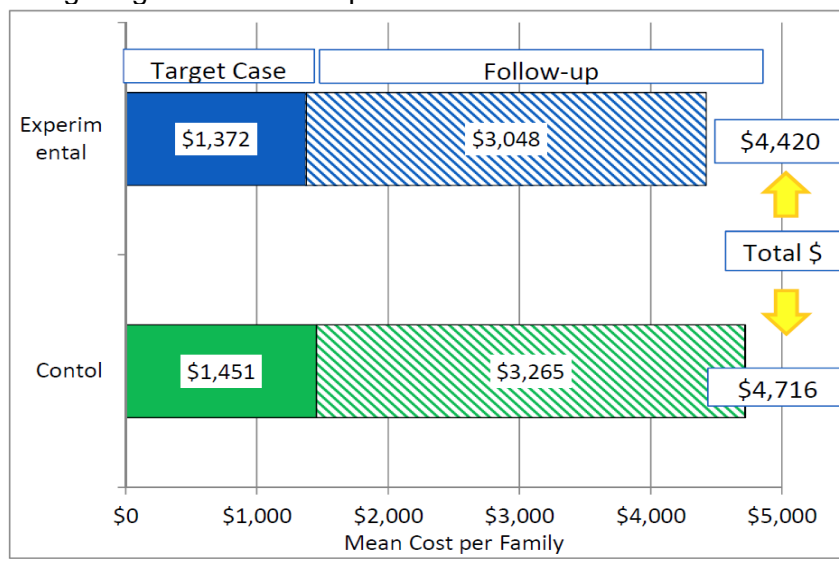 Target Case
Follow-up
Experim
ental
$1,372
$3,048
$4,420
Total $
Contol
$1,451
$3,265
$4,716
$0
$1,000
$2,000
$3,000
$4,000
$5,000
Mean Cost per Family